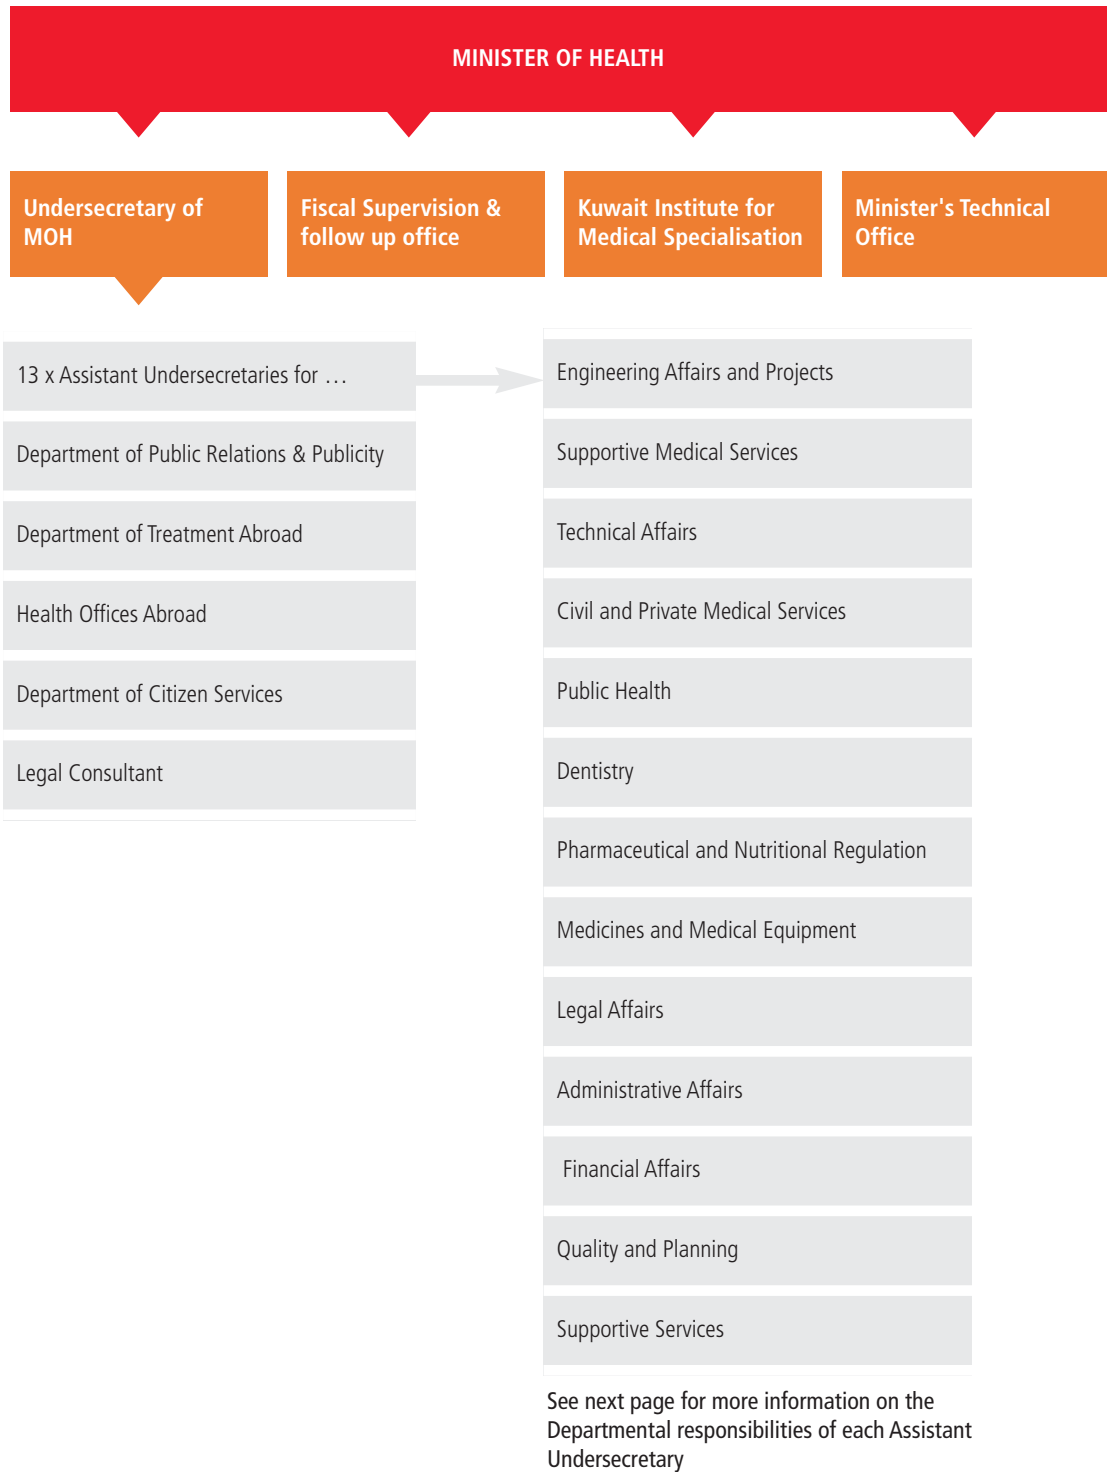 MINISTER OF HEALTH
Undersecretary of
MOH
Fiscal Supervision &
follow up office
Kuwait Institute for
Medical Specialisation
Minister's Technical
Office
13 x Assistant Undersecretaries for …
Department of Public Relations & Publicity
Department of Treatment Abroad
Health Offices Abroad
Department of Citizen Services
Legal Consultant
Engineering Affairs and Projects
Supportive Medical Services
Technical Affairs
Civil and Private Medical Services
Public Health
Dentistry
Pharmaceutical and Nutritional Regulation
Medicines and Medical Equipment
Legal Affairs
Administrative Affairs
Financial Affairs
Quality and Planning
Supportive Services
See next page for more information on the
Departmental responsibilities of each Assistant
Undersecretary